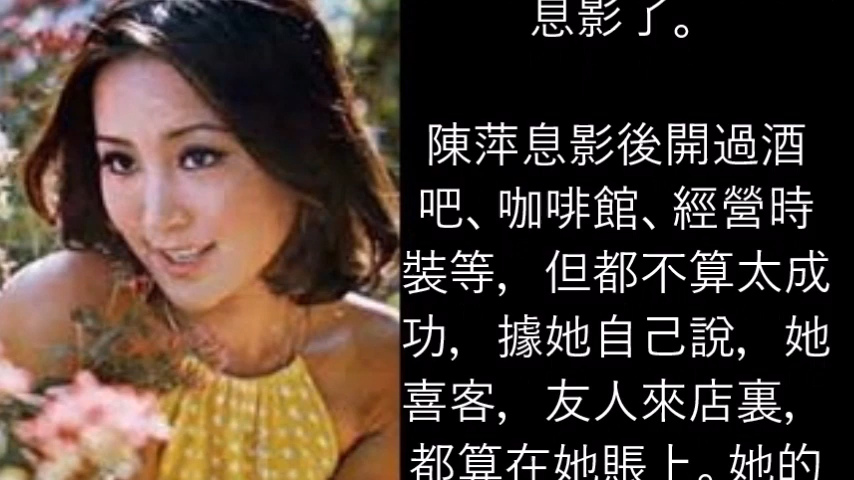 息影了。
陳萍息影後開過酒
吧、咖啡館、經營時
裝等，但都不算太成
功，據她自己說，她
喜客，友人來店裏，
都算在她賬上。她的